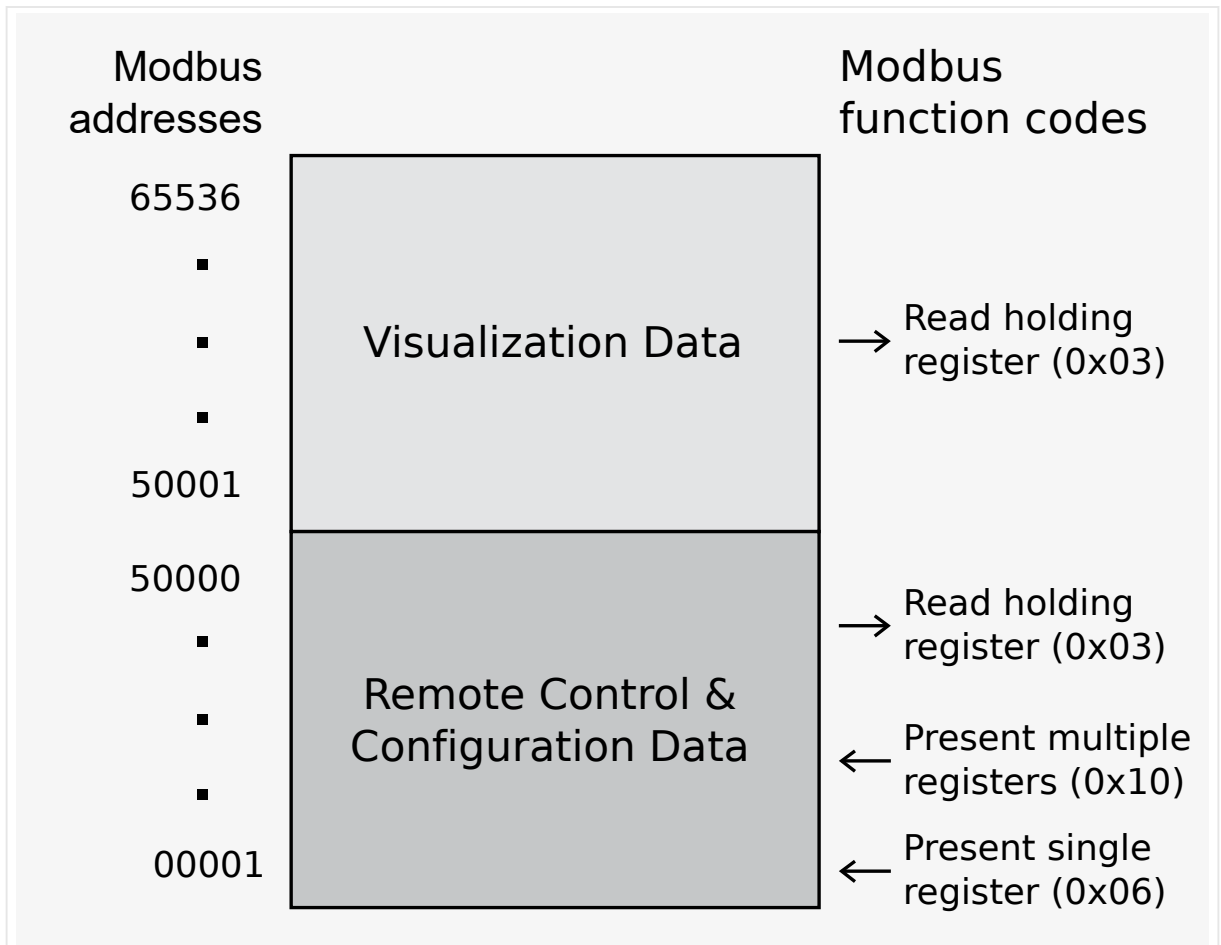 Modbus
addresses
Modbus
function codes
65536
50001
Visualization Data
Read holding
register (0x03)
50000
00001
Remote Control &
Configuration Data
Read holding
register (0x03)
Present multiple
registers (0x10)
Present single
register (0x06)